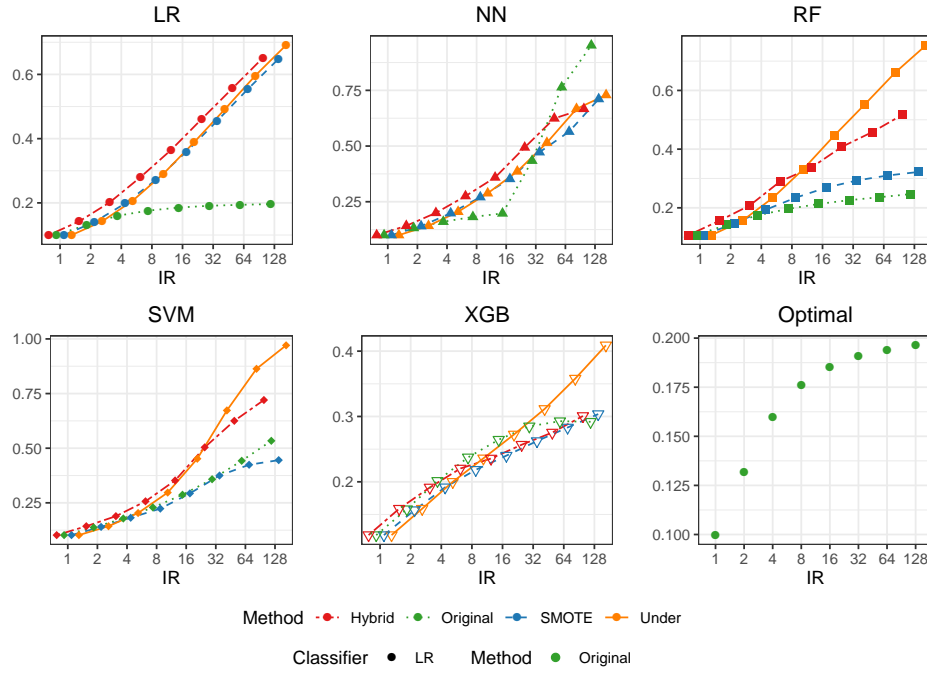 LR
NN
RF
0.6
0.4
0.2
1 2 4 8 16 32 64 128
IR
1.00
0.75
0.50
0.25
1 2 4 8 16 32 64 128
IR
0.8
0.6
0.4
0.2
1 2 4 8 16 32 64 128
IR
SVM
XGB
Optimal
1.00
0.75
0.50
0.25
1 2 4 8 16 32 64 128
IR
0.4
0.3
0.2
1 2 4 8 16 32 64 128
IR
0.200
0.175
0.150
0.125
0.100
1 2 4 8 16 32 64 128
IR
Method Hybrid Original SMOTE Under
Classifier LR Method Original